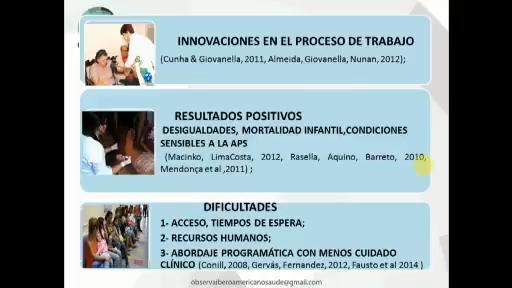 INNOVACIONES EN EL PROCESO DE TRABAJO
(Cunha & Giovanella, 2011, Almeida, Giovanella, Nunan, 2012);
RESULTADOS POSITIVOS
DESIGUALDADES, MORTALIDAD INFANTIL,CONDICIONES
SENSIBLES A LA APS
(Macinko, LimaCosta, 2012, Rasella, Aquino, Barreto, 2010,
Mendonça et al ,2011) ;
DIFICULTADES
1- ACCESO, TIEMPOS DE ESPERA;
2- RECURSOS HUMANOS;
3- ABORDAJE PROGRAMÁTICA CON MENOS CUIDADO
CLÍNICO (Conill, 2008, Gervás, Fernandez, 2012, Fausto et al 2014 )
observaiberoamericanosaude@gmail.com